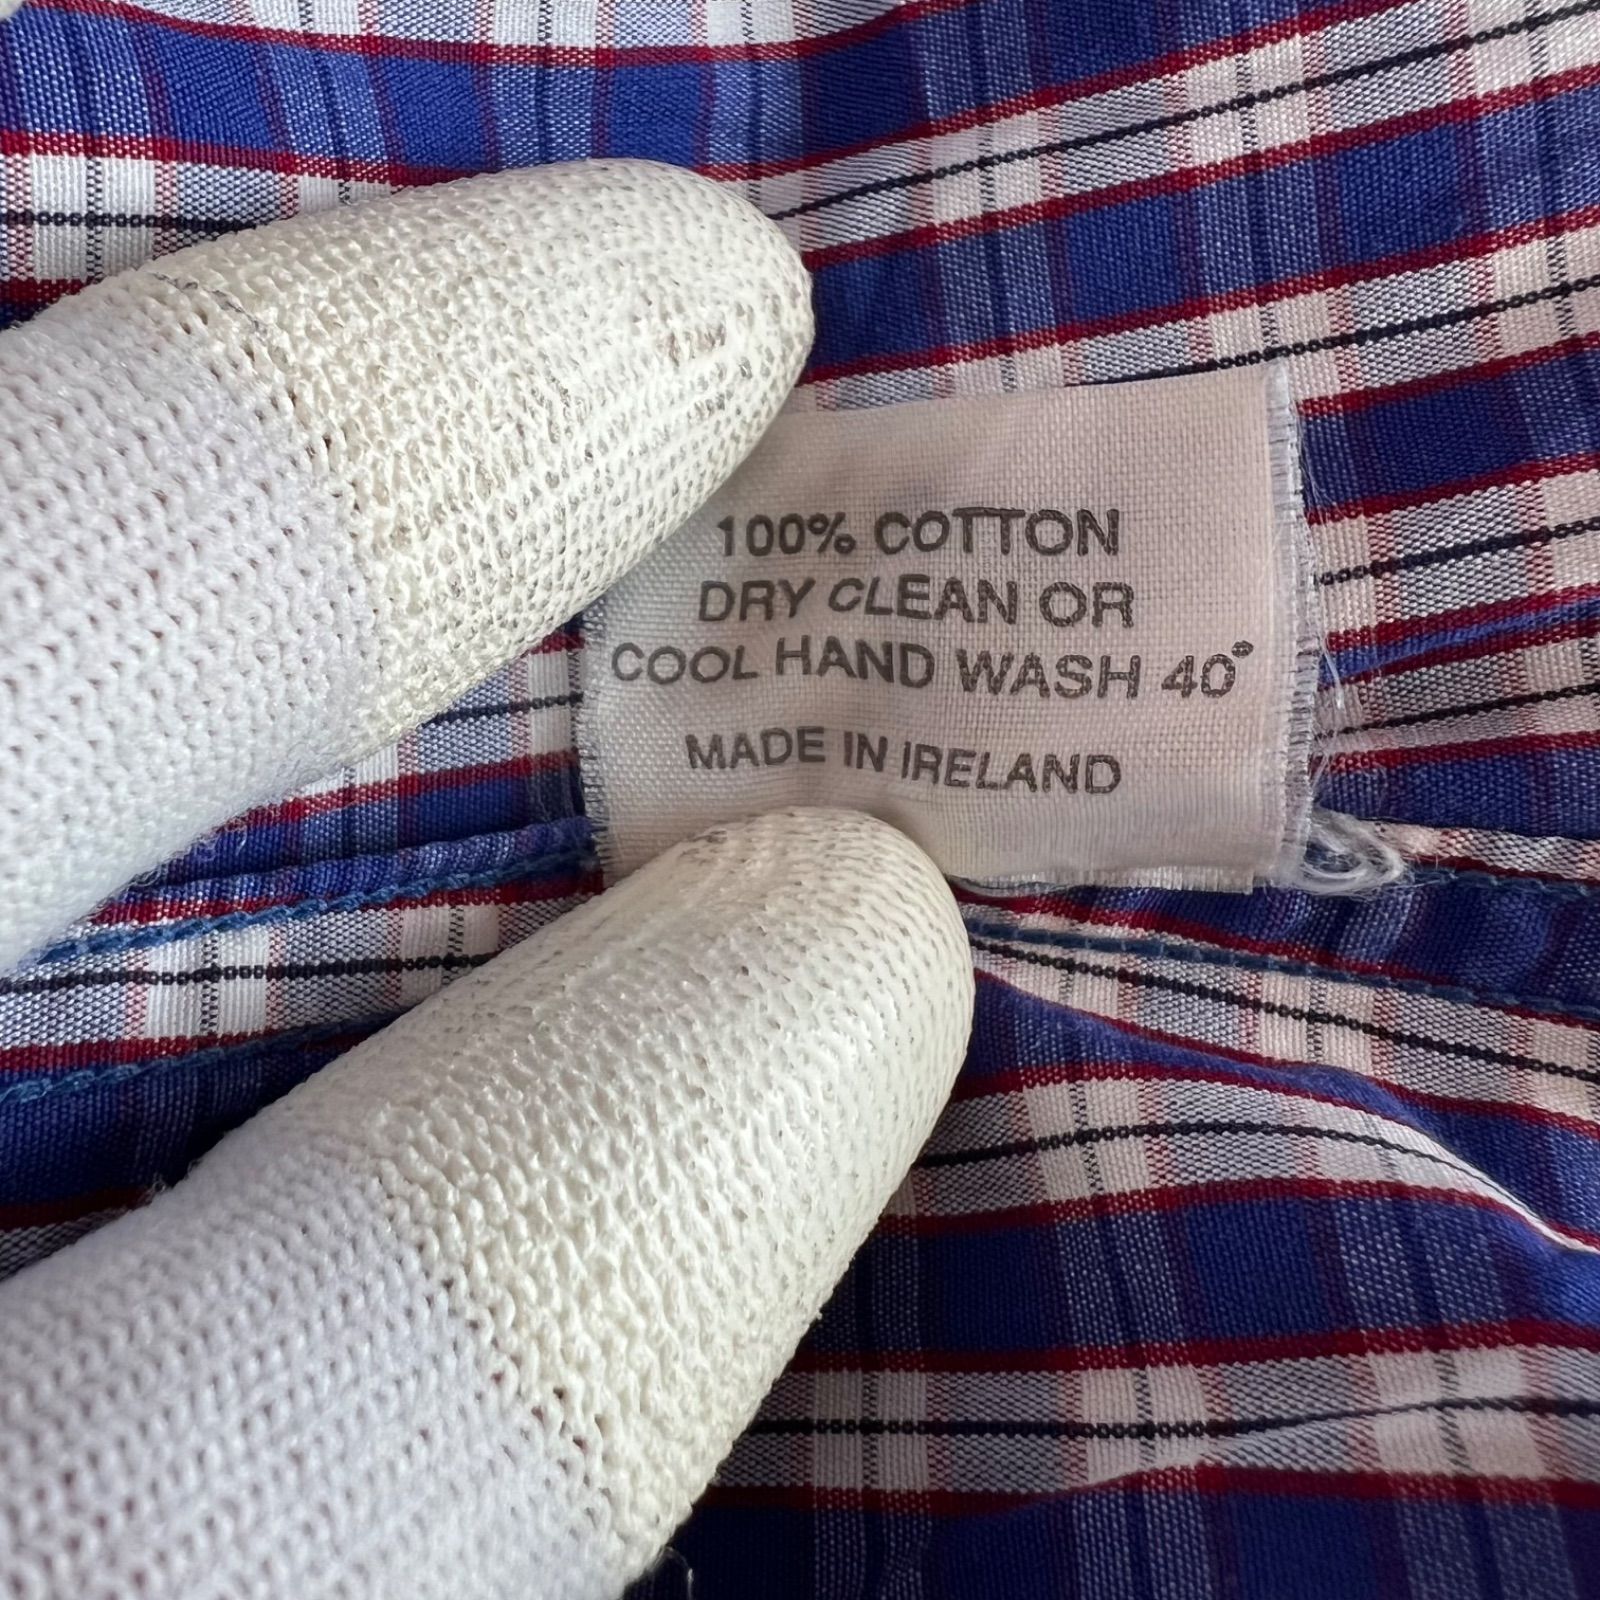 100% COTTON
DRY CLEAN OR
COOL HAND WASH 40°
MADE IN IRELAND